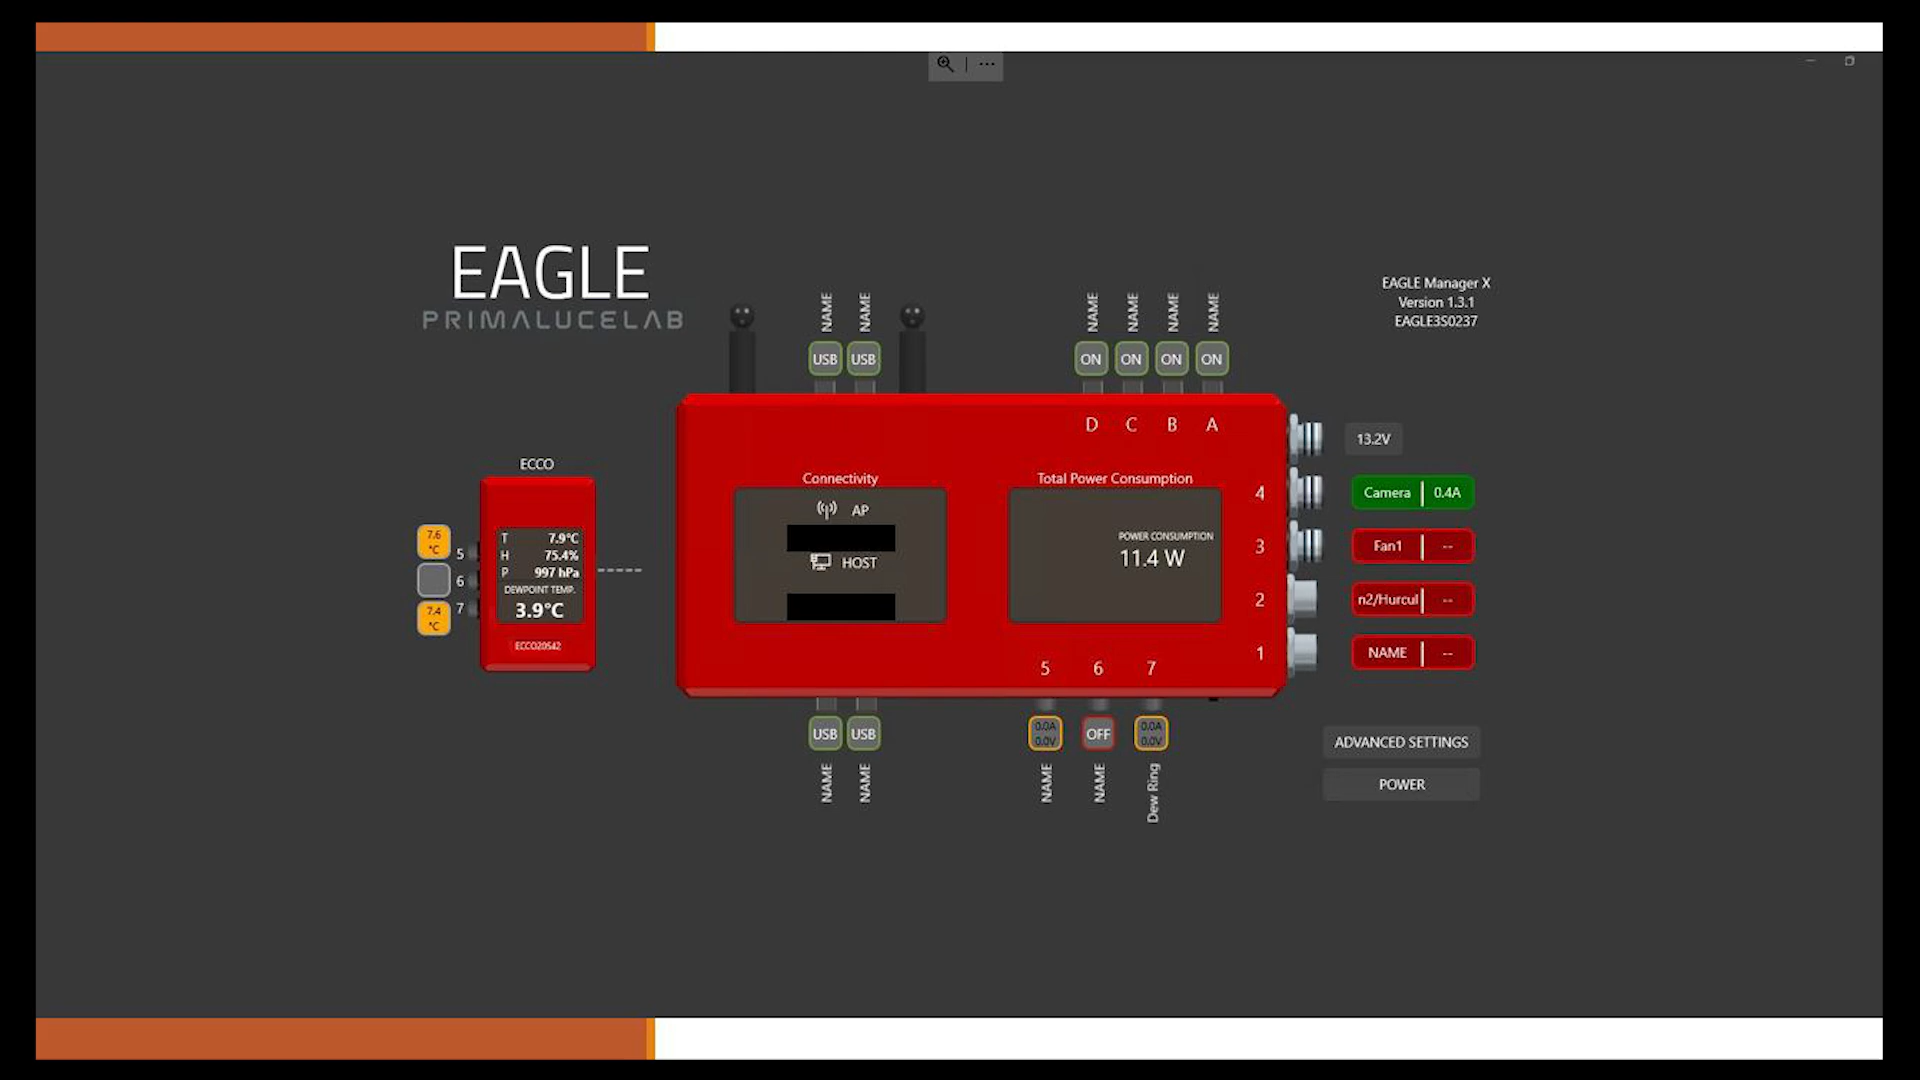 EAGLE
PRIMALUCELAB
EAGLE Manager X
Version 1.3.1
EAGLE3S0237
NAME
NAME
NAME
NAME
NAME
NAME
USB
USB
ON
ON
ON
ON
D
C
B
A
13.2V
ECCO
T 7.9°C
H 75.4%
P 997 hPa
DEWPOINT TEMP.
3.9°C
ECCO20S42
7.6
°C
5
6
7.4
°C
7
Connectivity
AP
HOST
Total Power Consumption
POWER CONSUMPTION
11.4 W
4
Camera | 0.4A
3
Fan1 | --
2
n2/Hurcul | --
1
NAME | --
5
6
7
USB
USB
NAME
NAME
0.0A
0.0V
OFF
0.0A
0.0V
NAME
NAME
Dew Ring
ADVANCED SETTINGS
POWER